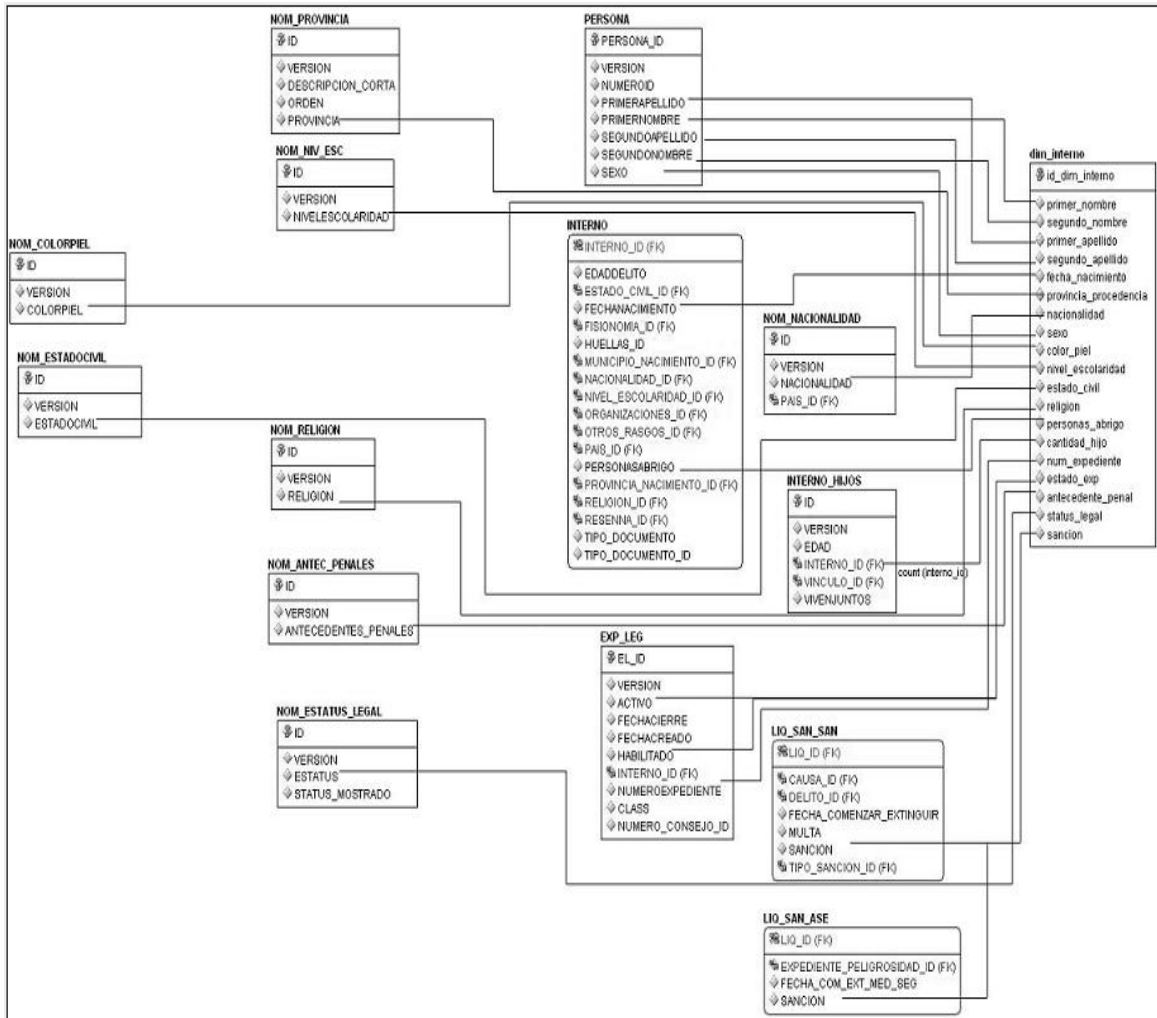 NOM_PROVINCIA
ID
VERSION
DESCRIPCION_CORTA
ORDEN
PROVINCIA
PERSONA
PERSONA_ID
VERSION
NUMEROID
PRIMERAPELLIDO
PRIMERNOMBRE
SEGUNDOAPELLIDO
SEGUNDONOMBRE
SEXO
NOM_NIV_ESC
ID
VERSION
NIVELESCOLARIDAD
NOM_COLORPIEL
ID
VERSION
COLORPIEL
NOM_ESTADOCIVIL
ID
VERSION
ESTADOCIVIL
INTERNO
INTERNO_ID (FK)
EDADDELITO
ESTADO_CIVIL_ID (FK)
FECHANACIMIENTO
FISIONOMIA_ID (FK)
HUELLAS_ID
MUNICIPIO_NACIMIENTO_ID (FK)
NACIONALIDAD_ID (FK)
NIVEL_ESCOLARIDAD_ID (FK)
ORGANIZACIONES_ID (FK)
OTROS_RASGOS_ID (FK)
PAIS_ID (FK)
PERSONASABRIGO
PROVINCIA_NACIMIENTO_ID (FK)
RELIGION_ID (FK)
RESENNA_ID (FK)
TIPO_DOCUMENTO
TIPO_DOCUMENTO_ID
NOM_NACIONALIDAD
ID
VERSION
NACIONALIDAD
PAIS_ID (FK)
dim_interno
id_dim_interno
primer_nombre
segundo_nombre
primer_apellido
segundo_apellido
fecha_nacimiento
provincia_procedencia
nacionalidad
sexo
color_piel
nivel_escolaridad
estado_civil
religion
personas_abrigo
cantidad_hijo
num_expediente
estado_exp
antecedente_penal
status_legal
sancion
NOM_RELIGION
ID
VERSION
RELIGION
INTERNO_HIJOS
ID
VERSION
EDAD
INTERNO_ID (FK)
VINCULO_ID (FK)
VIVENJUNTOS
count (interno_id)
NOM_ANTEC_PENALES
ID
VERSION
ANTECEDENTES_PENALES
NOM_ESTATUS_LEGAL
ID
VERSION
ESTATUS
STATUS_MOSTRADO
EXP_LEG
EL_ID
VERSION
ACTIVO
FECHACIERRE
FECHACREADO
HABILITADO
INTERNO_ID (FK)
NUMEROEXPEDIENTE
CLASS
NUMERO_CONSEJO_ID
LIQ_SAN_SAN
LIQ_ID (FK)
CAUSA_ID (FK)
DELITO_ID (FK)
FECHA_COMENZAR_EXTINGUIR
MULTA
SANCION
TIPO_SANCION_ID (FK)
LIQ_SAN_ASE
LIQ_ID (FK)
EXPEDIENTE_PELIGROSIDAD_ID (FK)
FECHA_COM_EXT_MED_SEG
SANCION